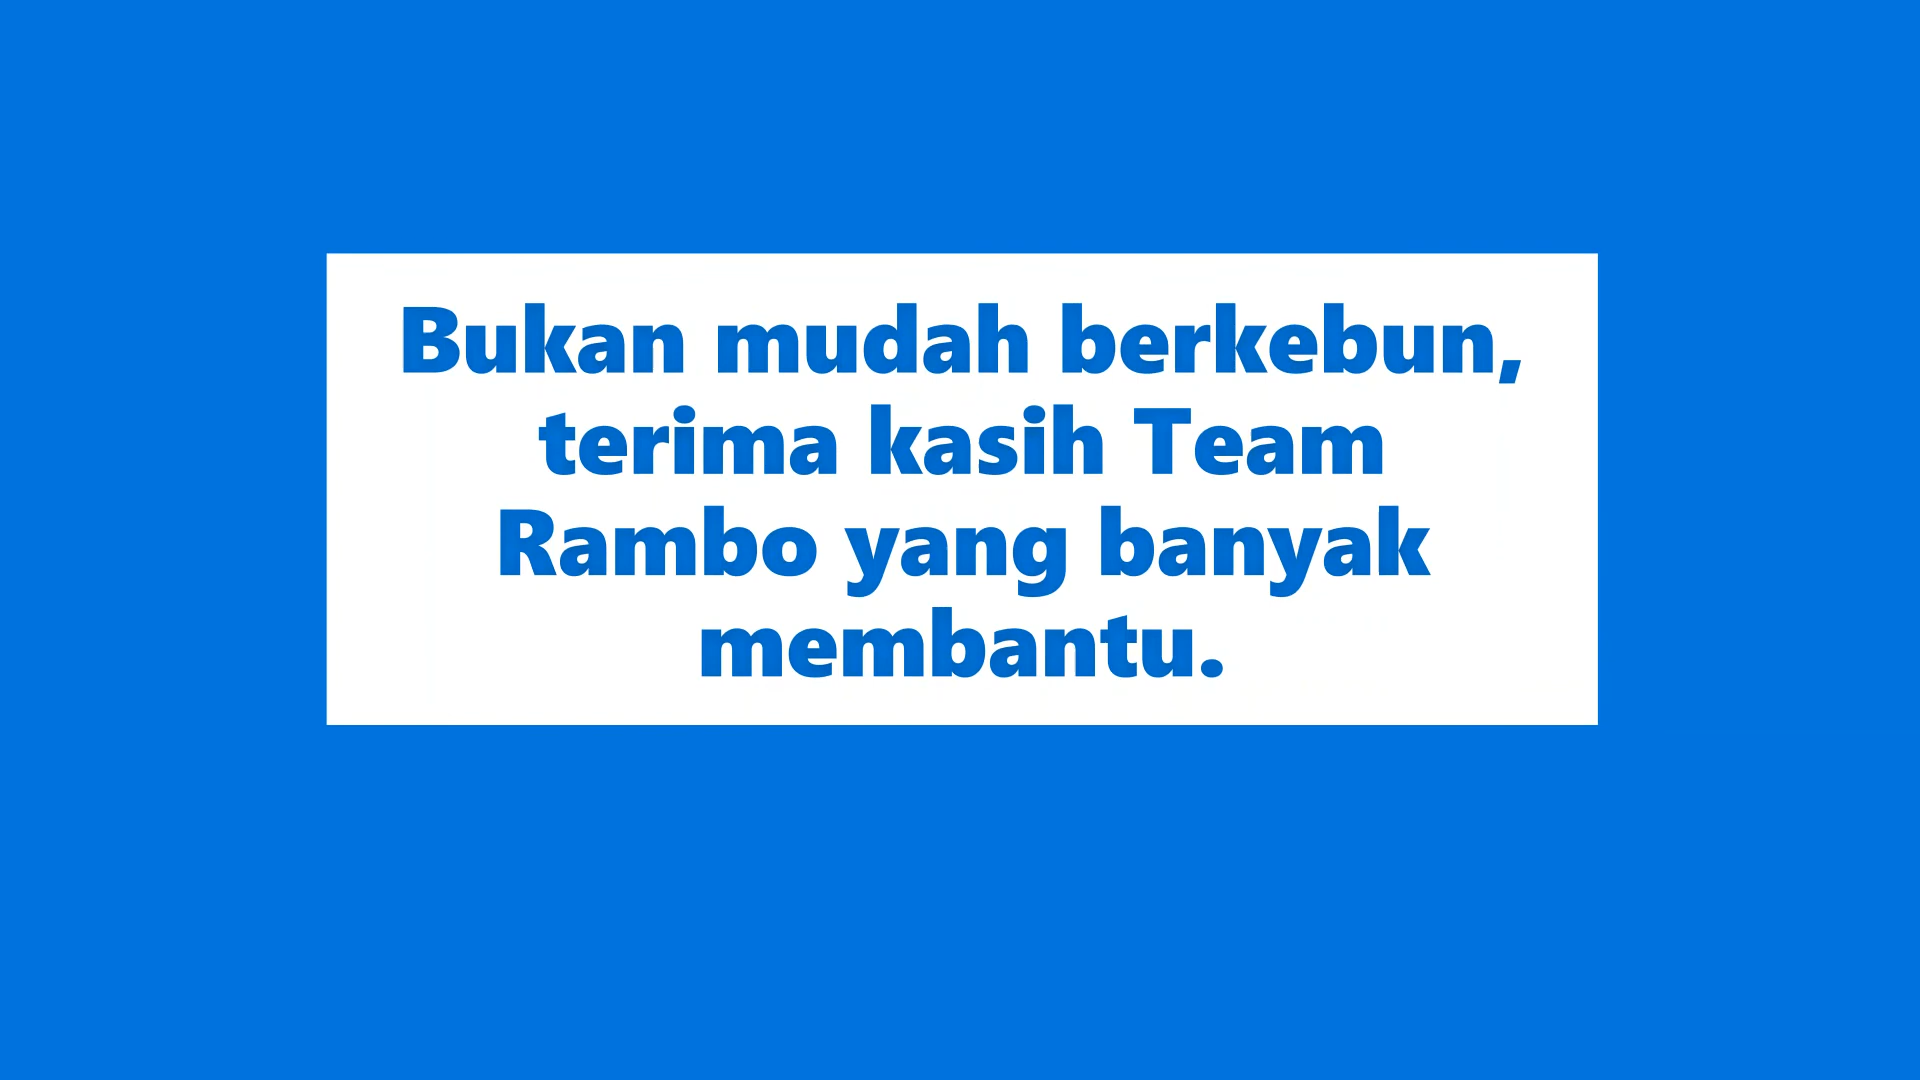 Bukan mudah berkebun,
terima kasih Team
Rambo yang banyak
membantu.